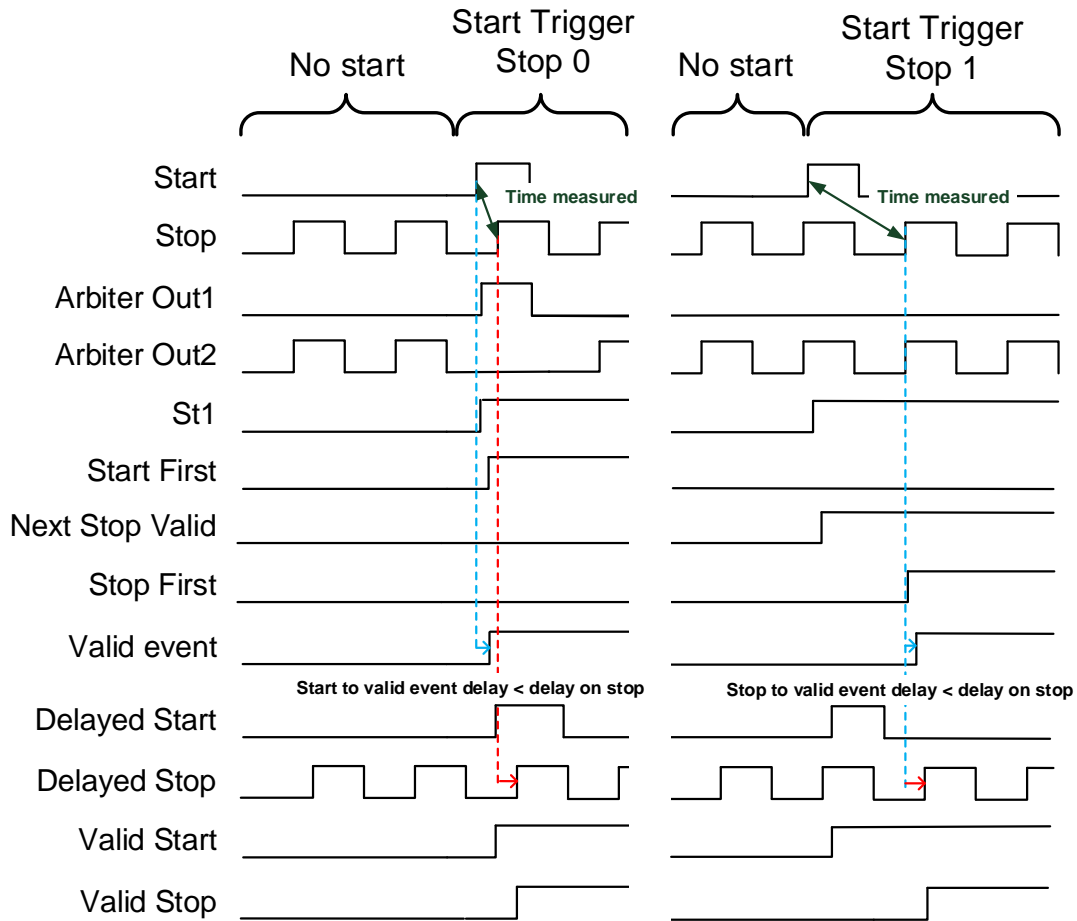 Start Trigger
Stop 0
Start Trigger
Stop 1
No start
No start
Start
Time measured
Time measured
Stop
Arbiter Out1
Arbiter Out2
St1
Start First
Next Stop Valid
Stop First
Valid event
Start to valid event delay < delay on stop
Stop to valid event delay < delay on stop
Delayed Start
Delayed Stop
Valid Start
Valid Stop